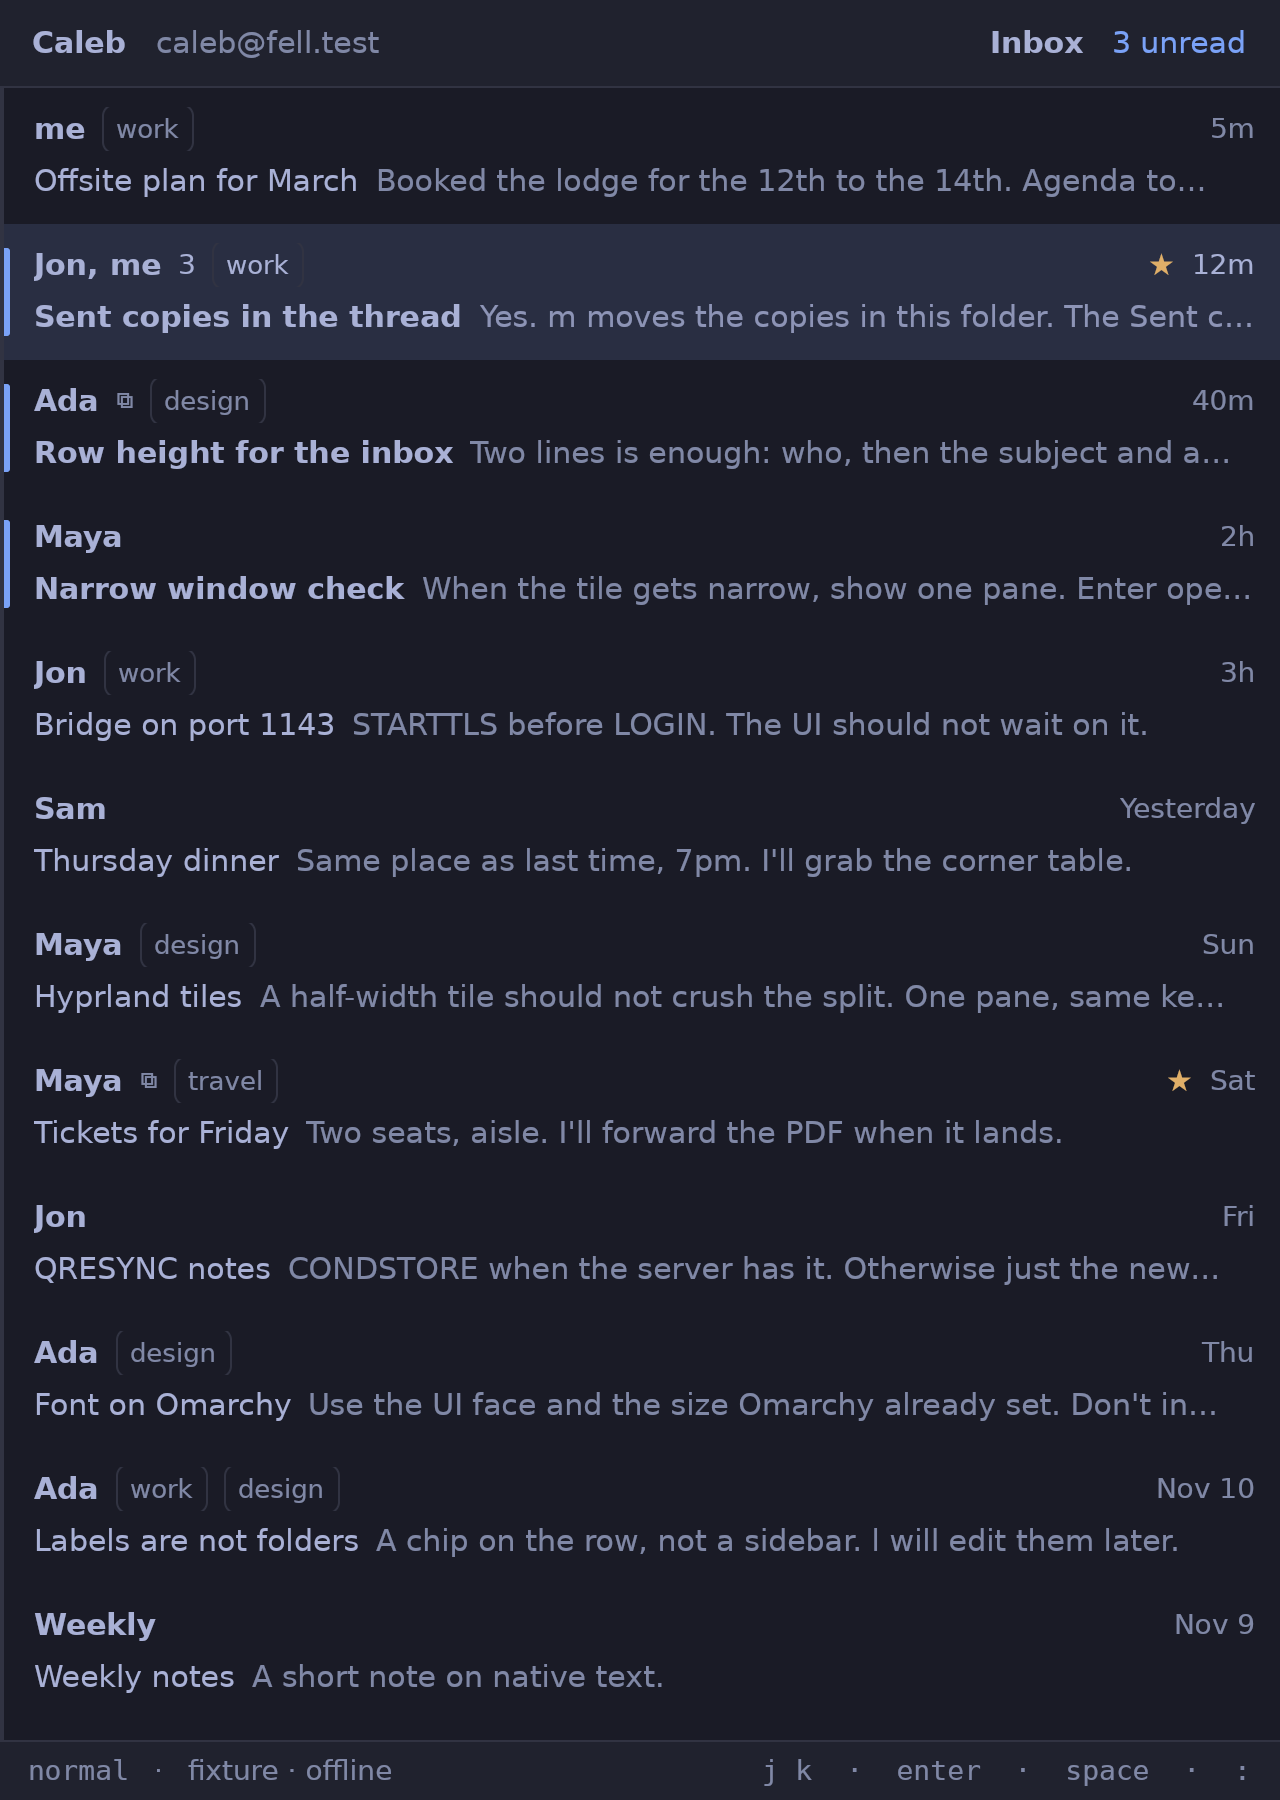 Caleb caleb@fell.test Inbox 3 unread
me work 5m
Offsite plan for March Booked the lodge for the 12th to the 14th. Agenda to…
Jon, me 3 work ★ 12m
Sent copies in the thread Yes. m moves the copies in this folder. The Sent c…
Ada ⧉ design 40m
Row height for the inbox Two lines is enough: who, then the subject and a…
Maya 2h
Narrow window check When the tile gets narrow, show one pane. Enter ope…
Jon work 3h
Bridge on port 1143 STARTTLS before LOGIN. The UI should not wait on it.
Sam Yesterday
Thursday dinner Same place as last time, 7pm. I'll grab the corner table.
Maya design Sun
Hyprland tiles A half-width tile should not crush the split. One pane, same ke…
Maya ⧉ travel ★ Sat
Tickets for Friday Two seats, aisle. I'll forward the PDF when it lands.
Jon Fri
QRESYNC notes CONDSTORE when the server has it. Otherwise just the new…
Ada design Thu
Font on Omarchy Use the UI face and the size Omarchy already set. Don't in…
Ada work design Nov 10
Labels are not folders A chip on the row, not a sidebar. l will edit them later.
Weekly Nov 9
Weekly notes A short note on native text.
normal · fixture · offline j k · enter · space · :